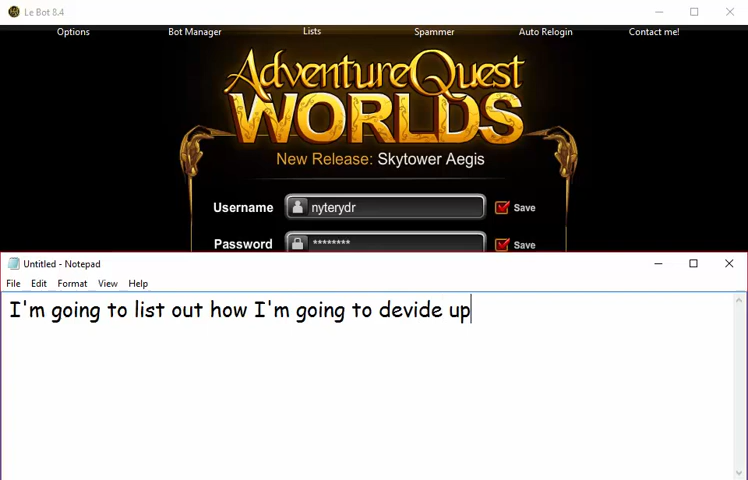 Le Bot 8.4
Options Bot Manager Lists Spammer Auto Relogin Contact me!
AdventureQuest
WORLDS
New Release: Skytower Aegis
Username nyterydr Save
Password ******** Save
Untitled - Notepad
File Edit Format View Help
I'm going to list out how I'm going to devide up